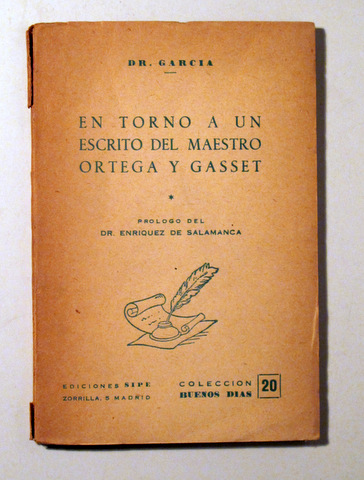 DR. GARCIA
EN TORNO A UN
ESCRITO DEL MAESTRO
ORTEGA Y GASSET
*
PROLOGO DEL
DR. ENRIQUEZ DE SALAMANCA
EDICIONES SIPE
ZORRILLA, 5 MADRID
COLECCION
BUENOS DIAS
20